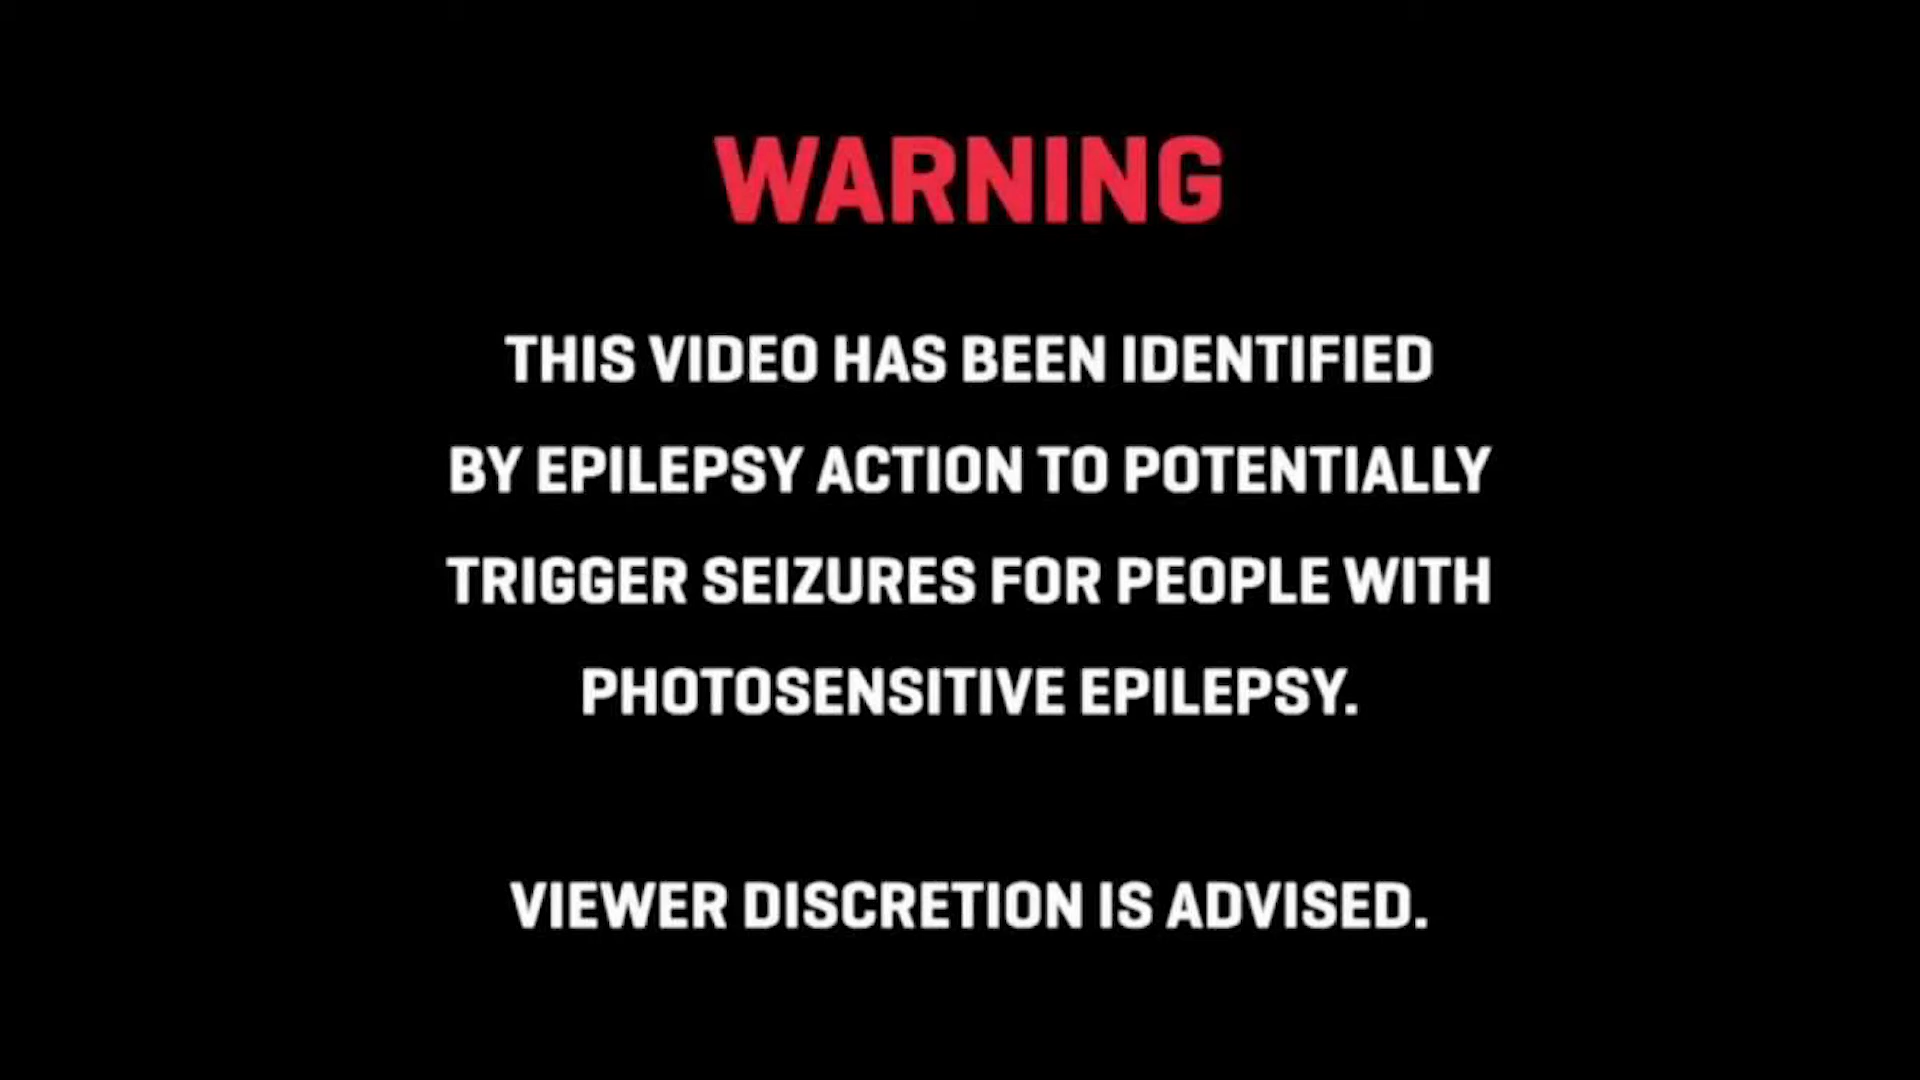 WARNING
THIS VIDEO HAS BEEN IDENTIFIED
BY EPILEPSY ACTION TO POTENTIALLY
TRIGGER SEIZURES FOR PEOPLE WITH
PHOTOSENSITIVE EPILEPSY.
VIEWER DISCRETION IS ADVISED.